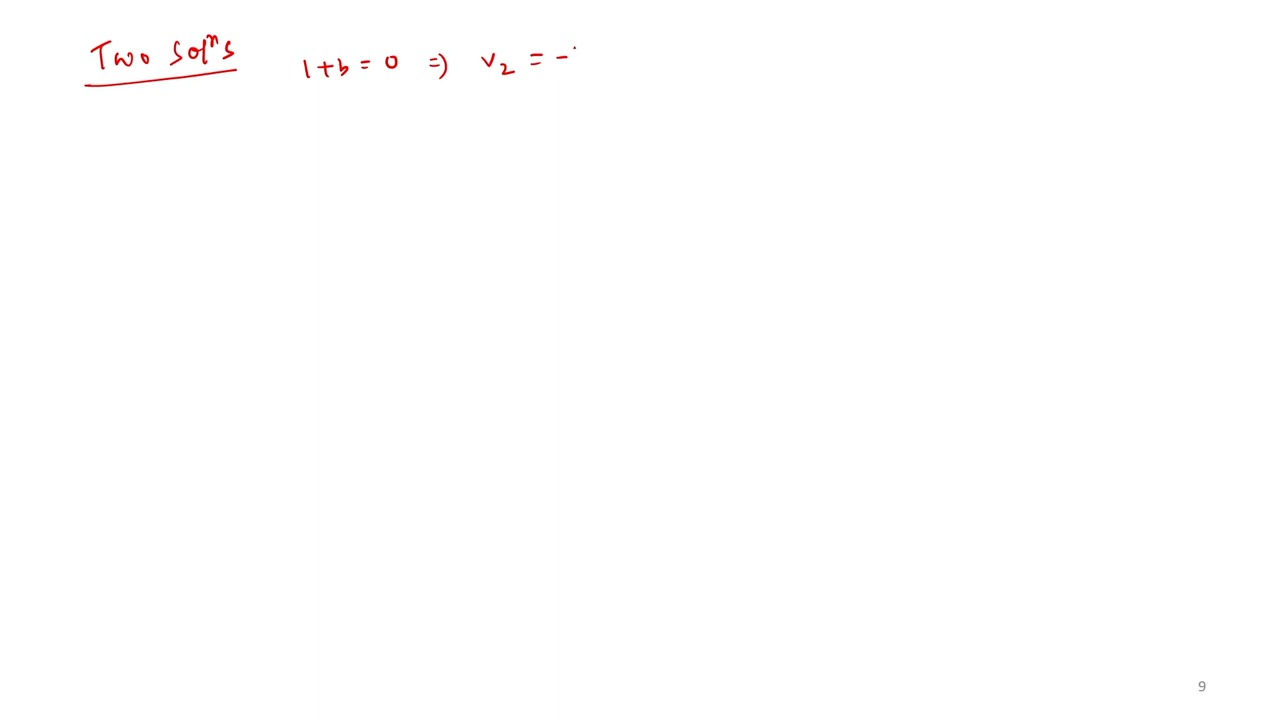 Two Solⁿs 1+b = 0 ⇒ v₂ = -
9